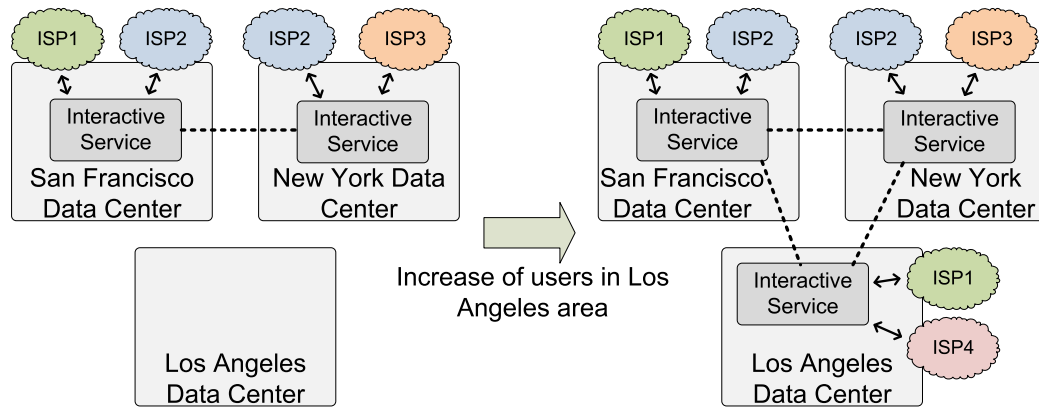 ISP1
ISP2
ISP2
ISP3
Interactive
Service
Interactive
Service
San Francisco
Data Center
New York Data
Center
Los Angeles
Data Center
Increase of users in Los
Angeles area
ISP1
ISP2
ISP2
ISP3
Interactive
Service
Interactive
Service
San Francisco
Data Center
New York
Data Center
Interactive
Service
ISP1
ISP4
Los Angeles
Data Center